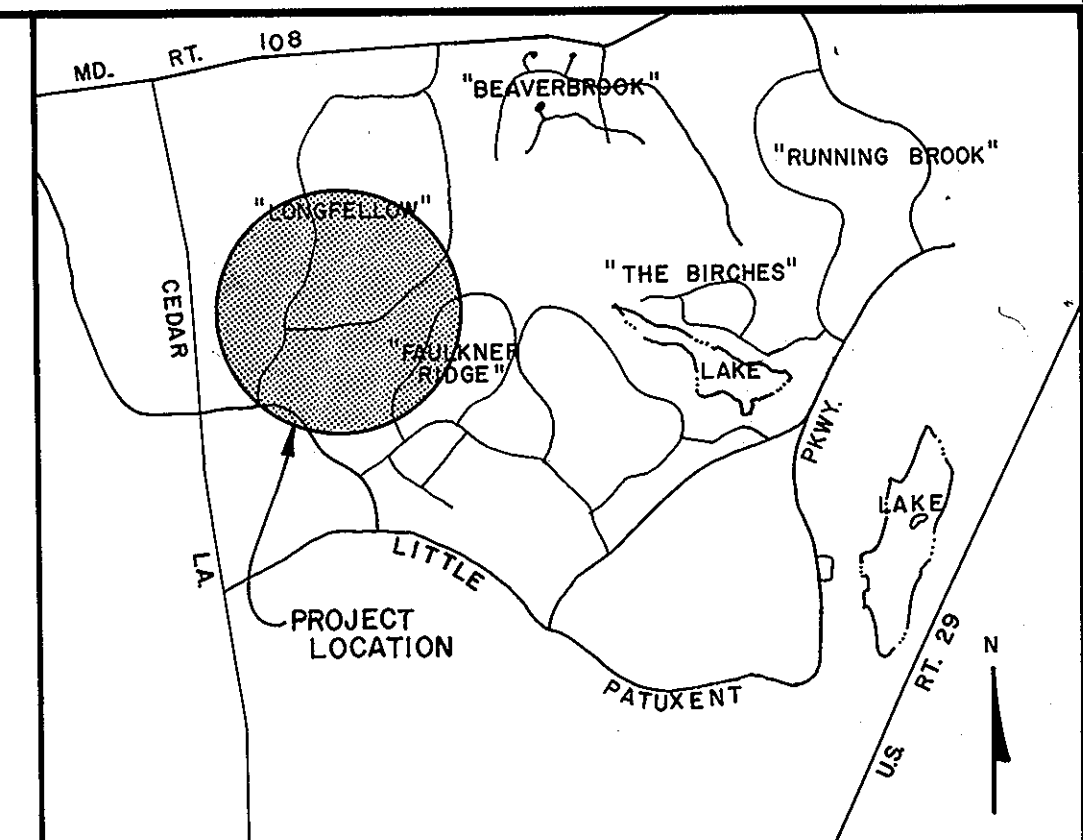 MD. RT. 108
"BEAVERBROOK"
"RUNNING BROOK"
"LONGFELLOW"
"THE BIRCHES"
CEDAR LA.
"FAULKNER
RIDGE"
LAKE
LITTLE PATUXENT PKWY.
LAKE
PROJECT
LOCATION
U.S. RT. 29
N